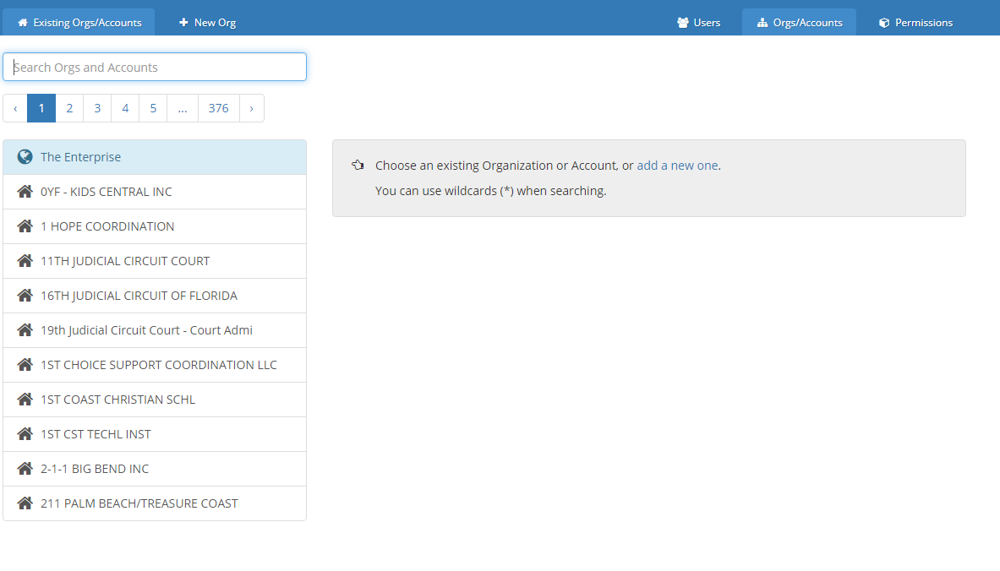 Existing Orgs/Accounts
New Org
Users
Orgs/Accounts
Permissions
Search Orgs and Accounts
‹ 1 2 3 4 5 ... 376 ›
The Enterprise
0YF - KIDS CENTRAL INC
1 HOPE COORDINATION
11TH JUDICIAL CIRCUIT COURT
16TH JUDICIAL CIRCUIT OF FLORIDA
19th Judicial Circuit Court - Court Admi
1ST CHOICE SUPPORT COORDINATION LLC
1ST COAST CHRISTIAN SCHL
1ST CST TECHL INST
2-1-1 BIG BEND INC
211 PALM BEACH/TREASURE COAST
Choose an existing Organization or Account, or add a new one.
You can use wildcards (*) when searching.